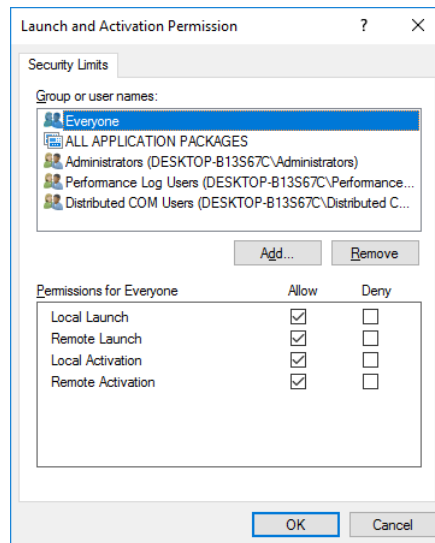 Launch and Activation Permission ? ×
Security Limits
Group or user names:
Everyone
ALL APPLICATION PACKAGES
Administrators (DESKTOP-B13S67C\Administrators)
Performance Log Users (DESKTOP-B13S67C\Performance...
Distributed COM Users (DESKTOP-B13S67C\Distributed C...
Add... Remove
Permissions for Everyone Allow Deny
Local Launch
Remote Launch
Local Activation
Remote Activation
OK Cancel